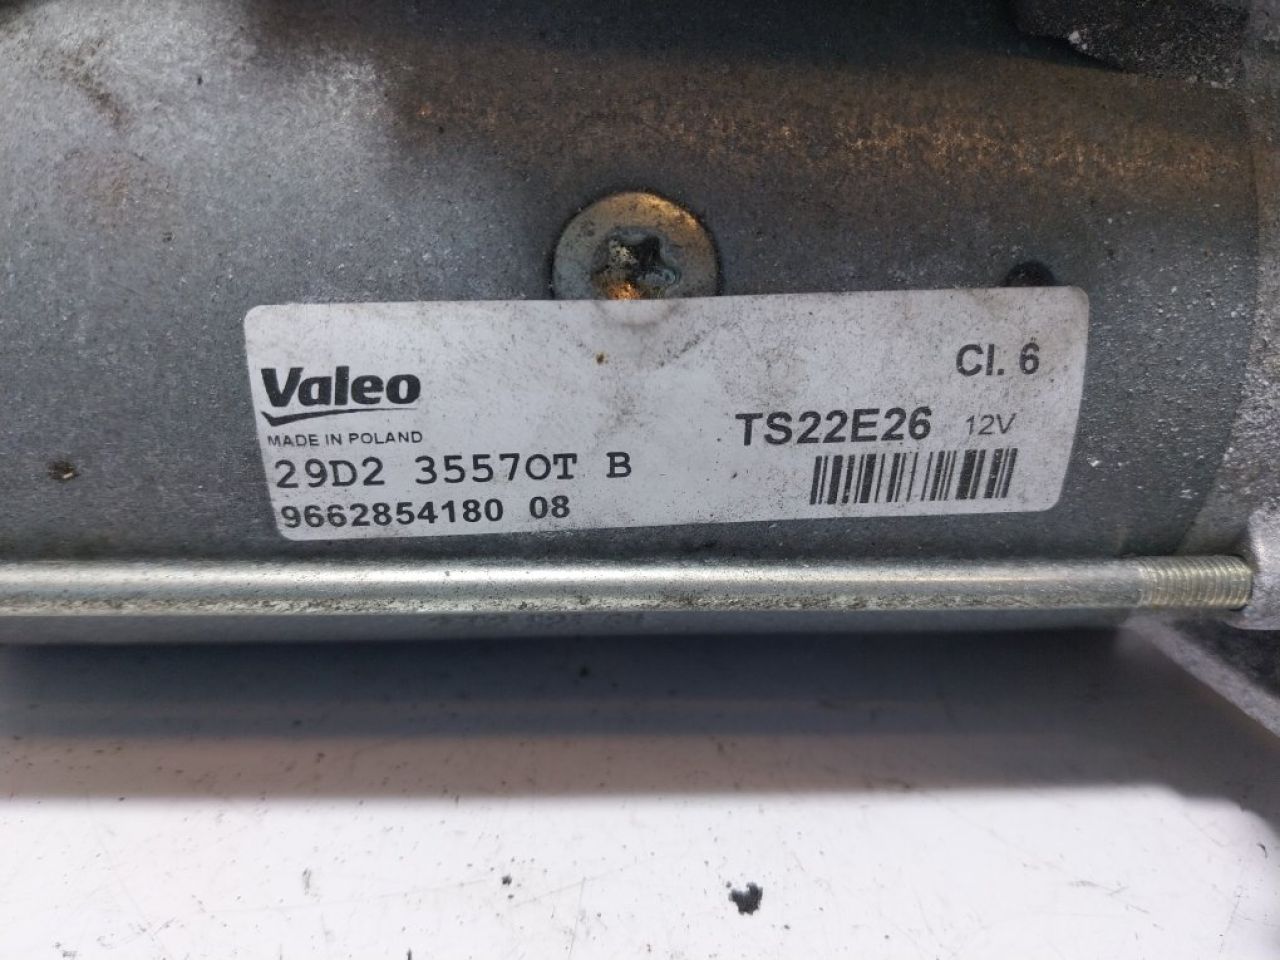 Valeo
Cl. 6
MADE IN POLAND
TS22E26 12V
29D2 35570T B
9662854180 08